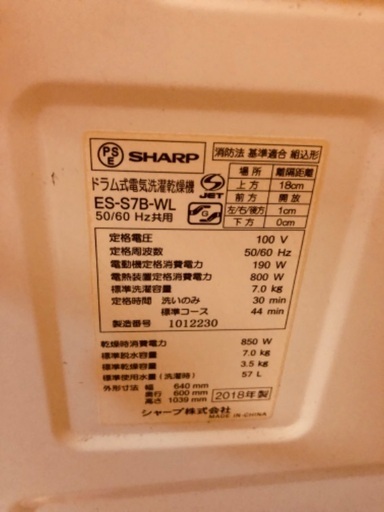 PS E SHARP
ドラム式電気洗濯乾燥機
ES-S7B-WL
50/60 Hz共用
S JET
G
消防法 基準適合 組込形
場所 離隔距離
上方 18cm
前方 開放
左右/後方 1cm
下方 0cm
定格電圧 100 V
定格周波数 50/60 Hz
電動機定格消費電力 190 W
電熱装置定格消費電力 800 W
標準洗濯容量 7.0 kg
定格時間 洗いのみ 30 min
標準コース 44 min
製造番号 1012230
乾燥時消費電力 850 W
標準脱水容量 7.0 kg
標準乾燥容量 3.5 kg
標準使用水量(洗濯時) 57 L
外形寸法 幅 640 mm
奥行 600 mm
高さ 1039 mm
2018年製
シャープ株式会社
MADE IN CHINA